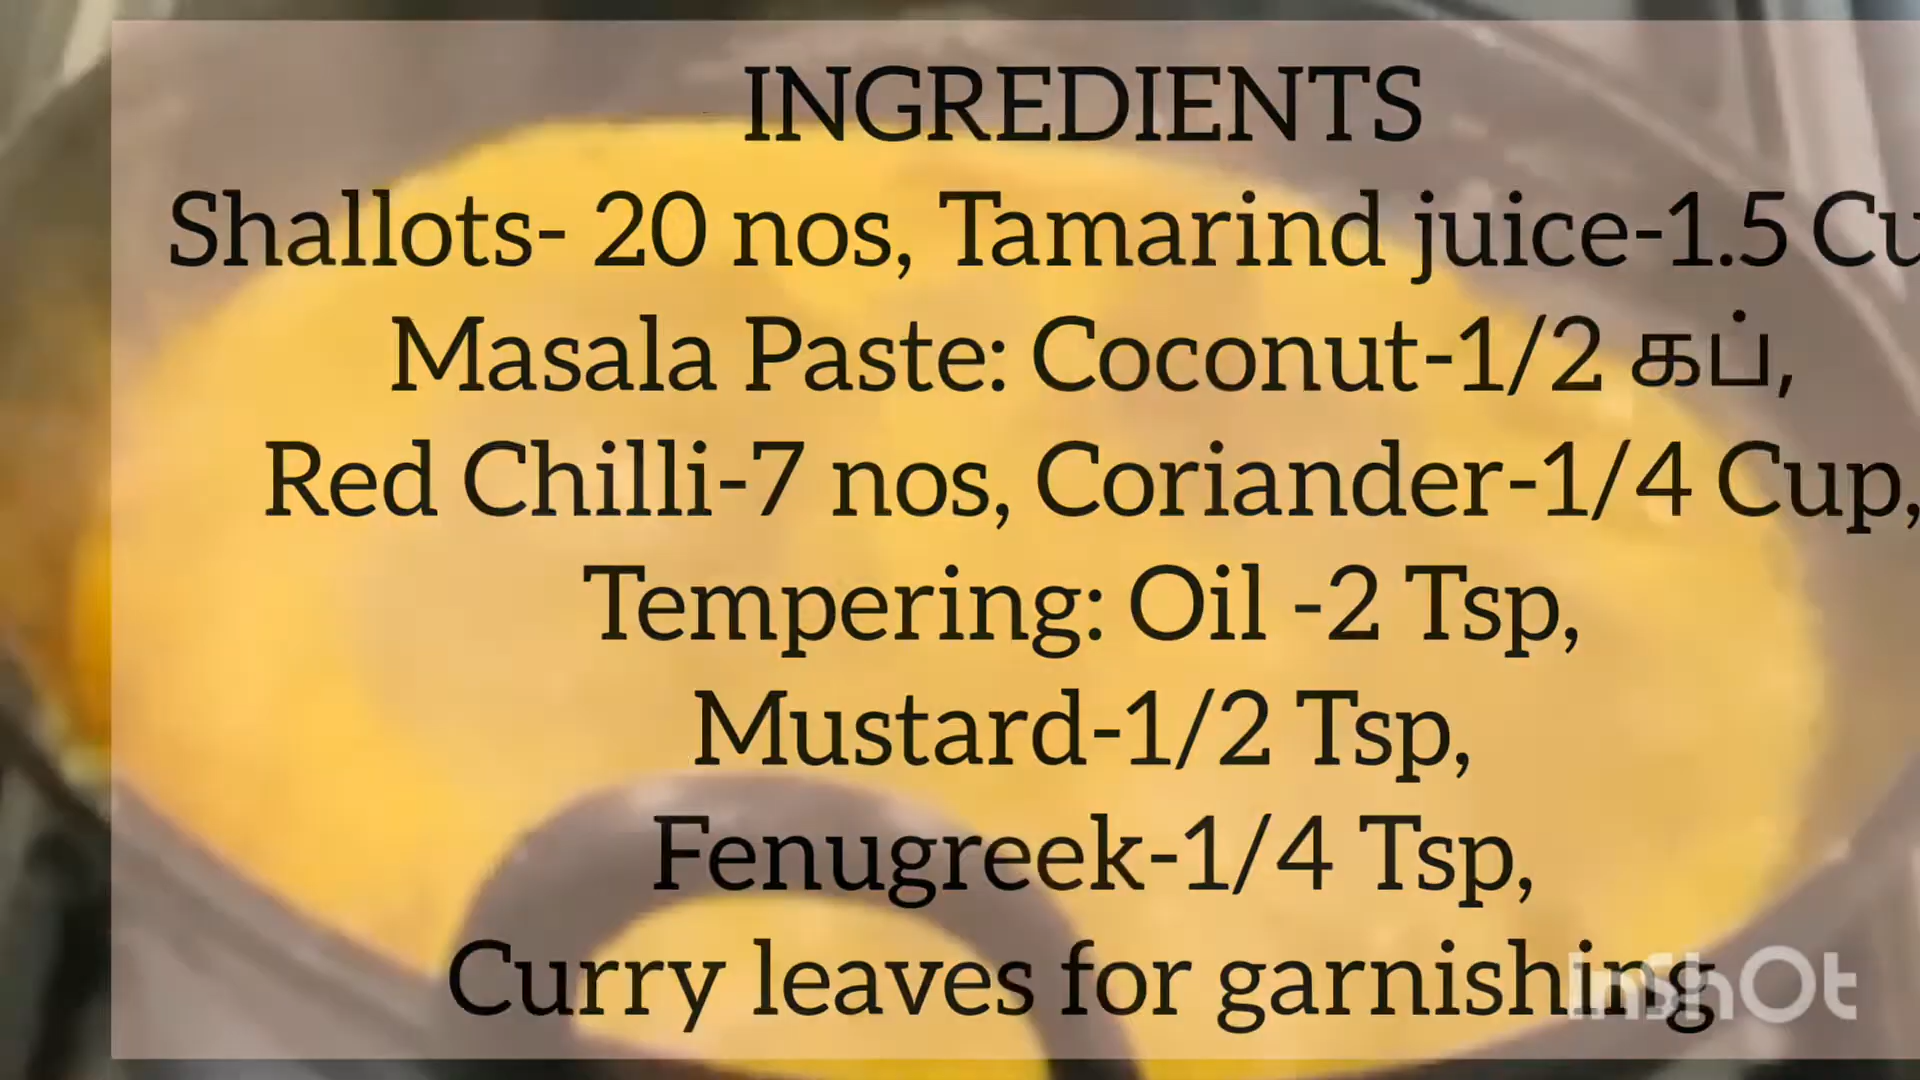 INGREDIENTS
Shallots- 20 nos, Tamarind juice-1.5
Masala Paste: Coconut-1/2 கப்,
Red Chilli-7 nos, Coriander-1/4 Cup,
Tempering: Oil -2 Tsp,
Mustard-1/2 Tsp,
Fenugreek-1/4 Tsp,
Curry leaves for garnishing
InShOt